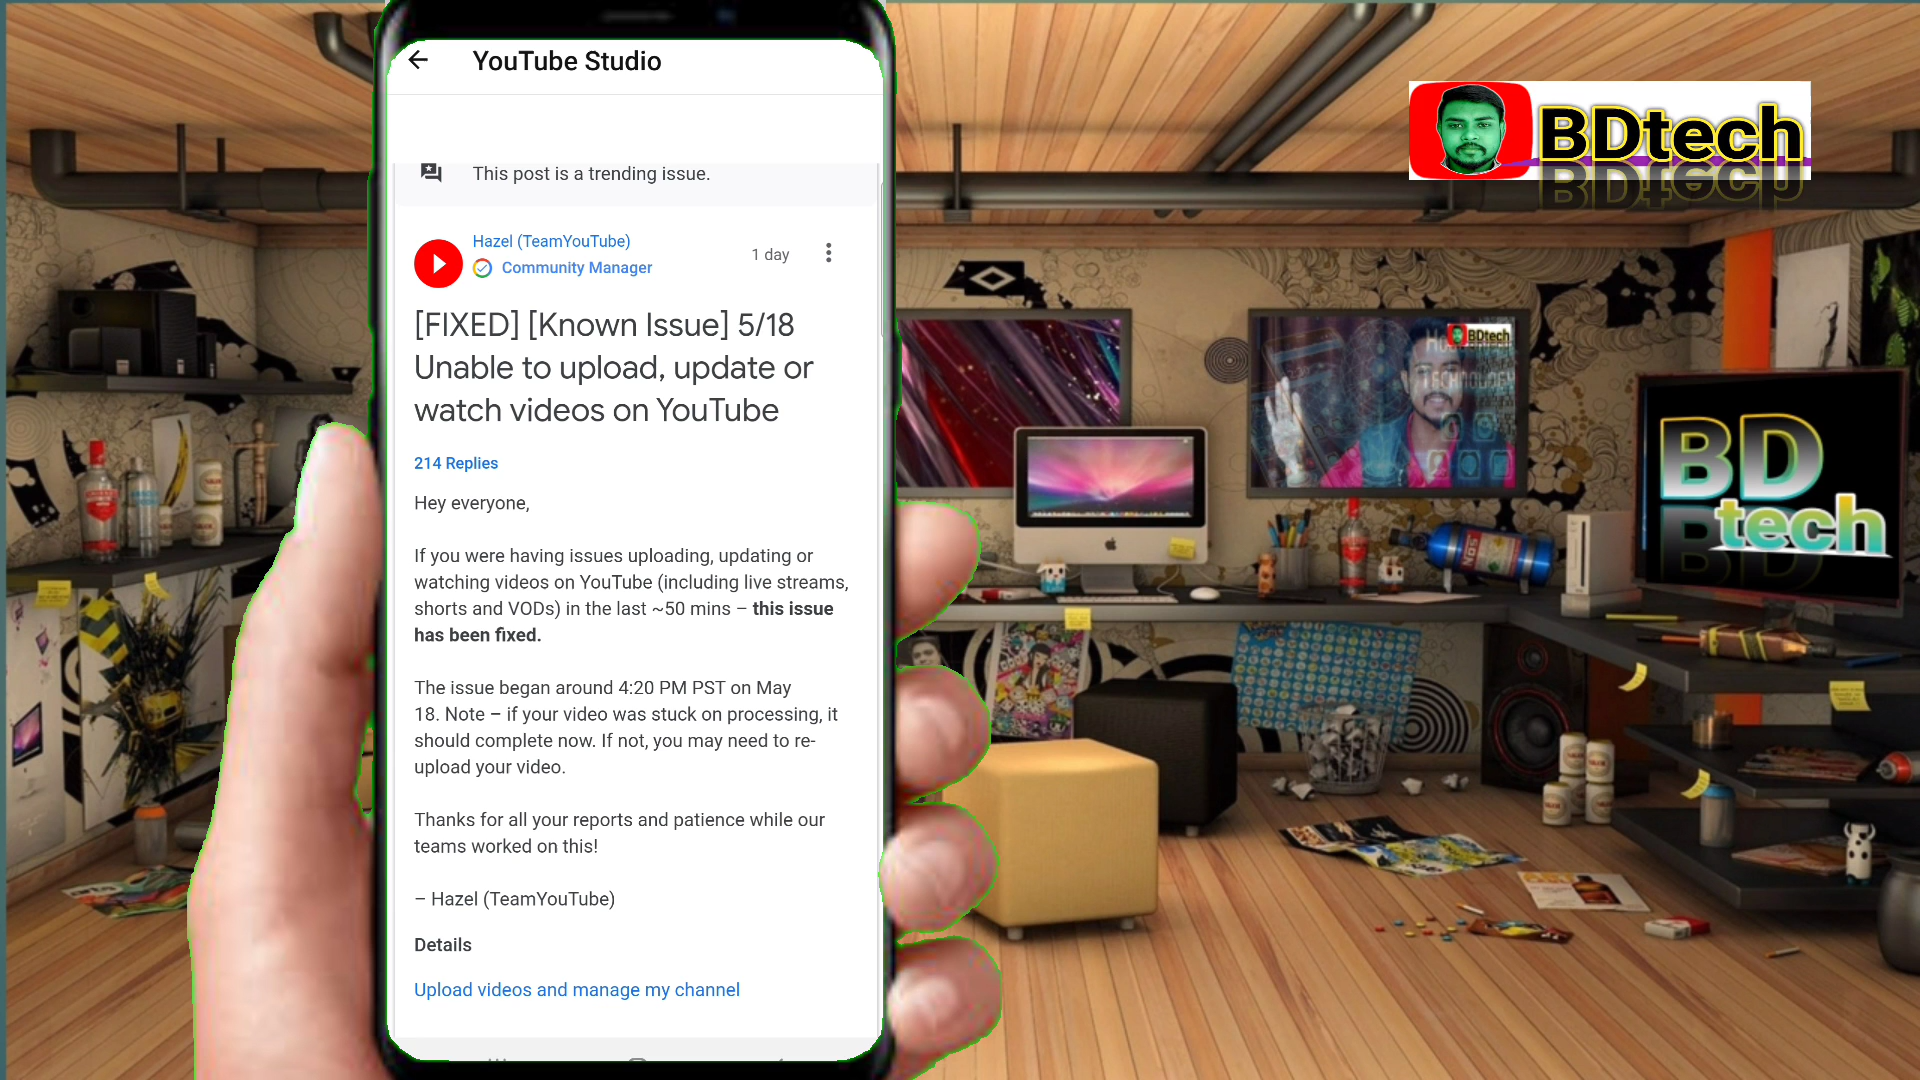 YouTube Studio
This post is a trending issue.
Hazel (TeamYouTube)
Community Manager
1 day
[FIXED] [Known Issue] 5/18
Unable to upload, update or
watch videos on YouTube
214 Replies
Hey everyone,
If you were having issues uploading, updating or
watching videos on YouTube (including live streams,
shorts and VODs) in the last ~50 mins – this issue
has been fixed.
The issue began around 4:20 PM PST on May
18. Note – if your video was stuck on processing, it
should complete now. If not, you may need to re-
upload your video.
Thanks for all your reports and patience while our
teams worked on this!
– Hazel (TeamYouTube)
Details
Upload videos and manage my channel
BDtech
BDtech
TECHNOLOGY
BD
tech
NOS